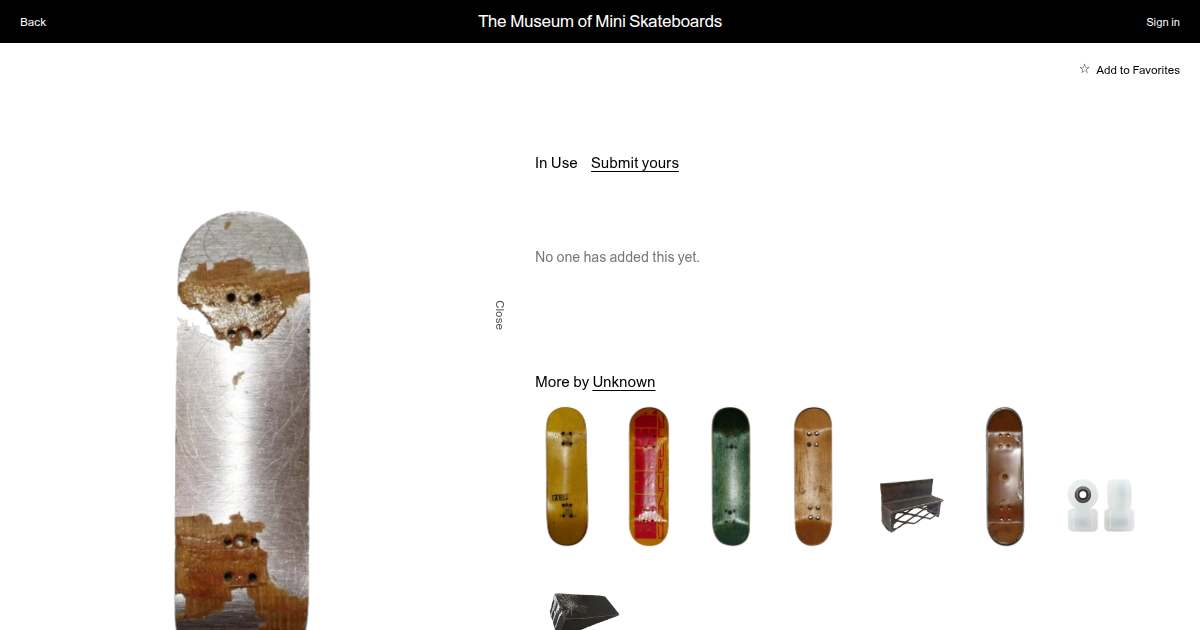 Back
The Museum of Mini Skateboards
Sign in
☆ Add to Favorites
In Use Submit yours
No one has added this yet.
Close
More by Unknown